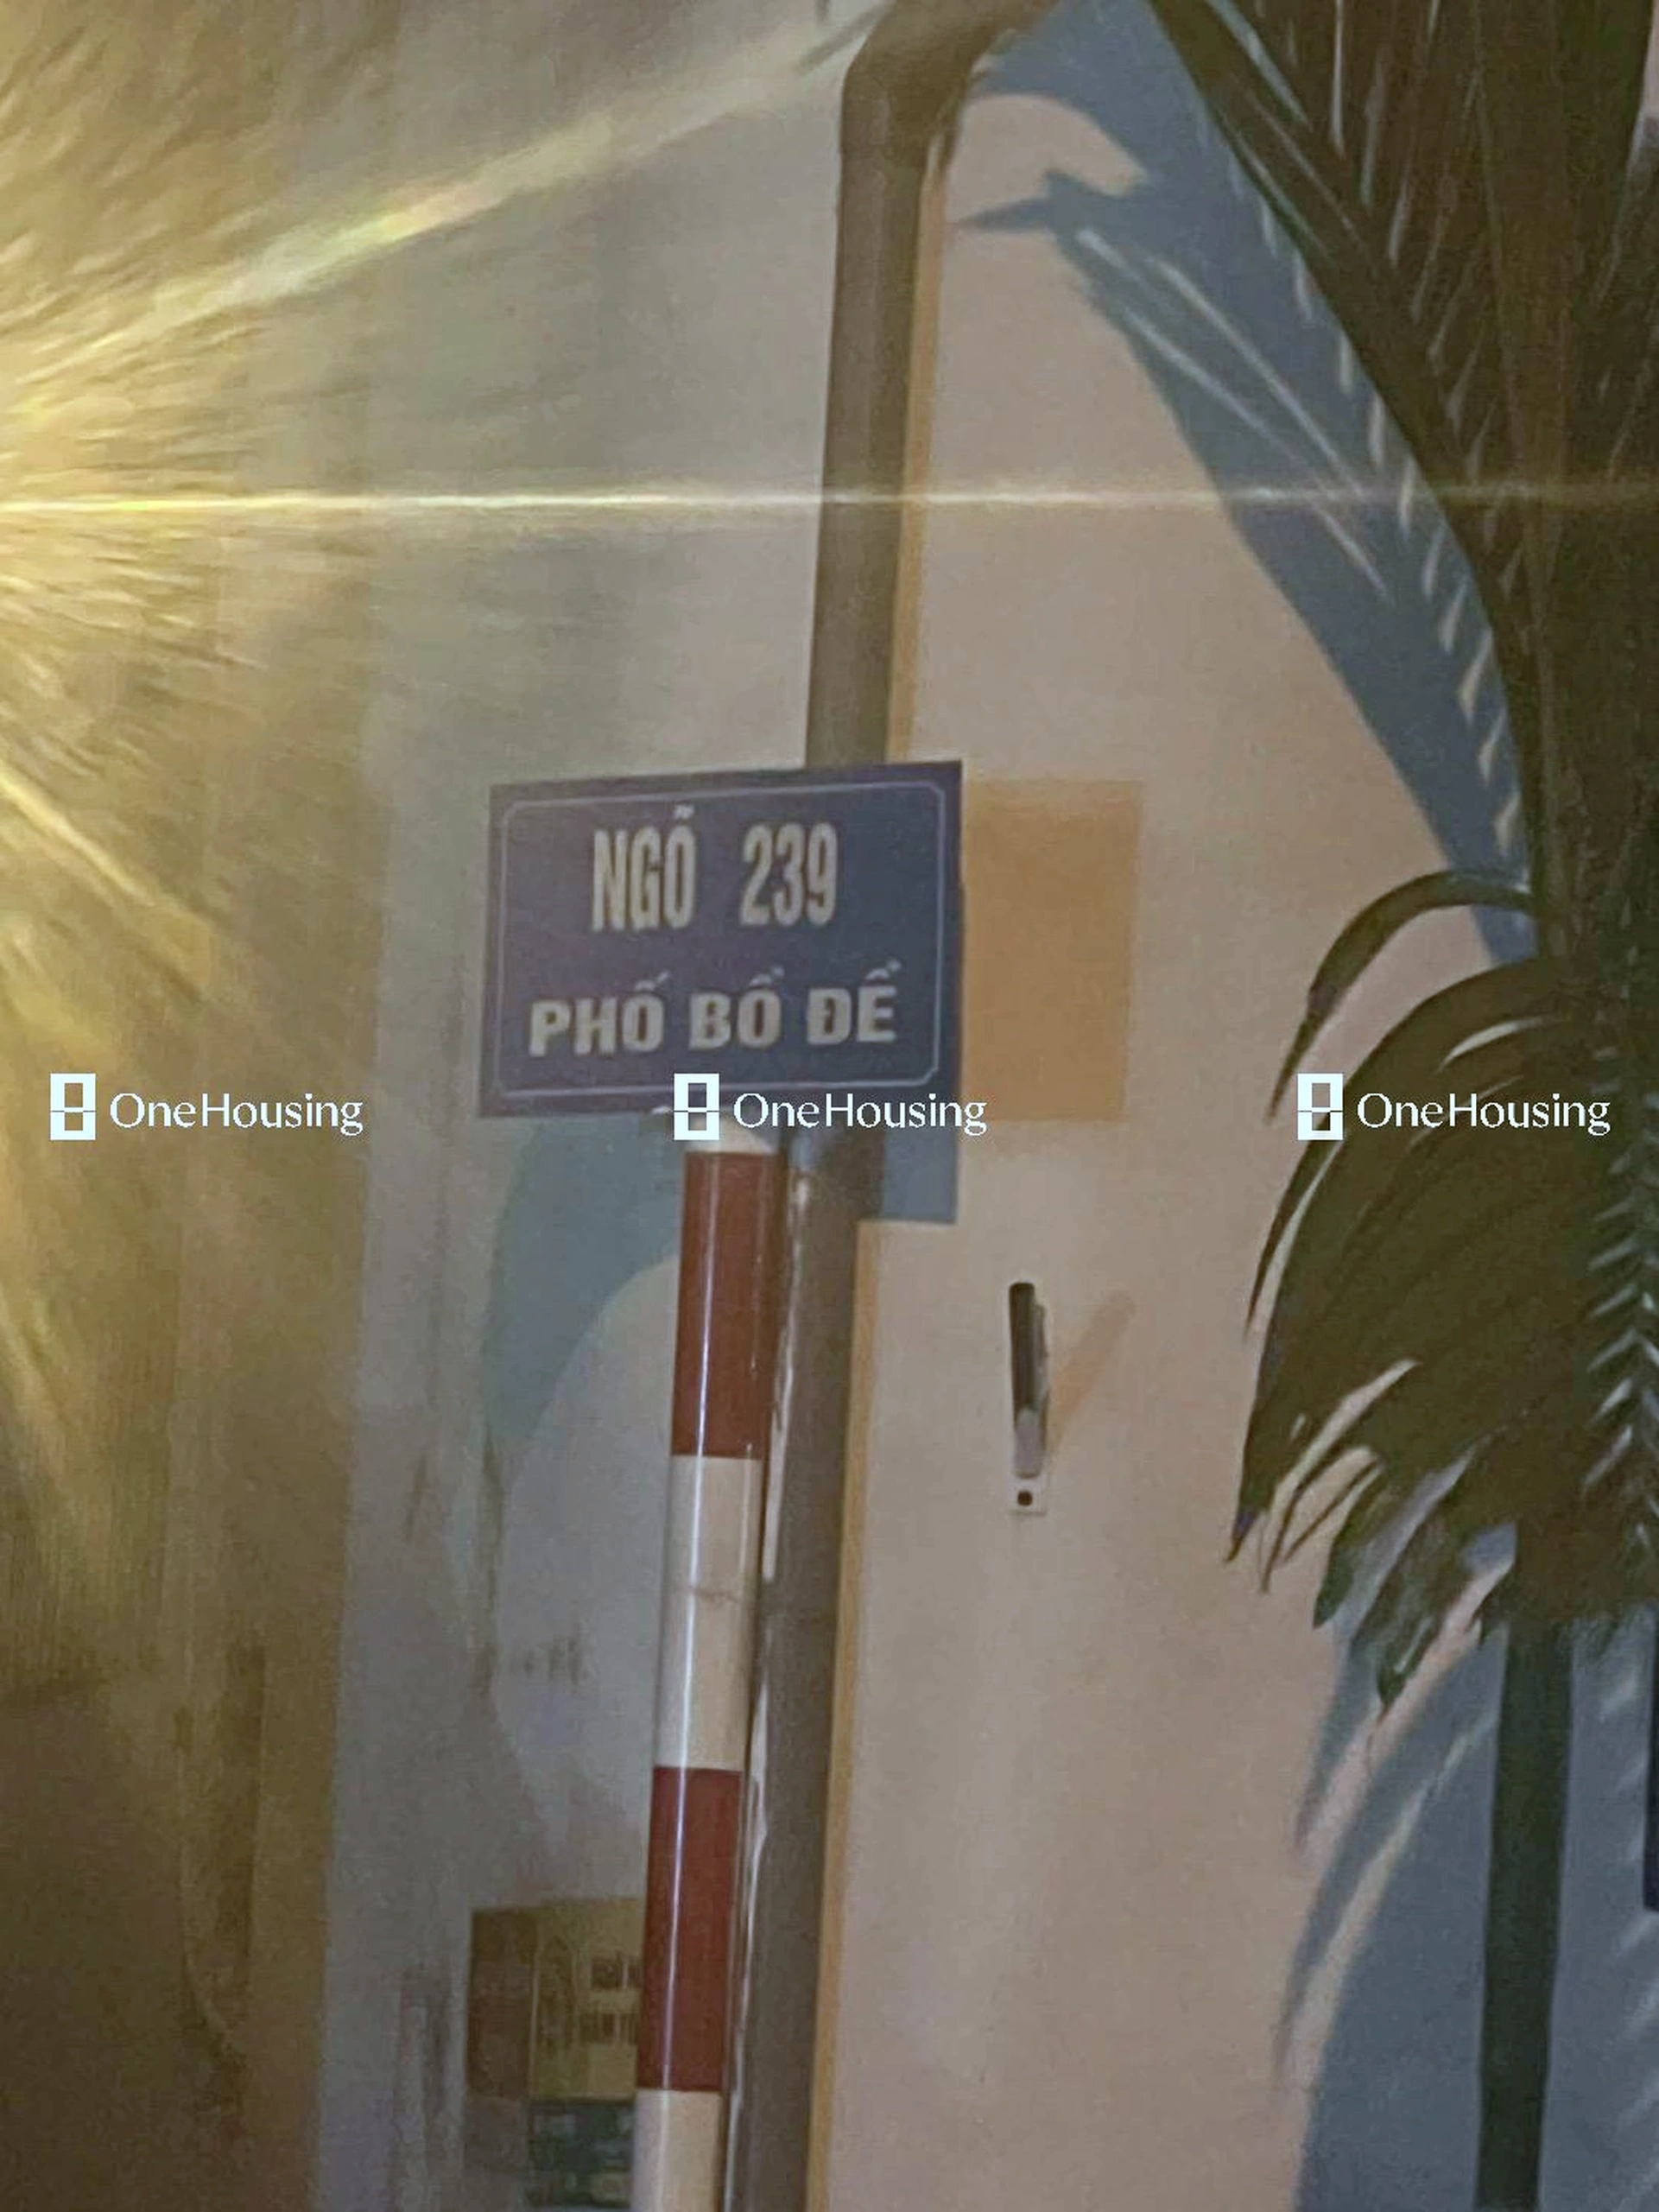 NGÕ 239
PHỐ BỒ ĐỀ
OneHousing OneHousing OneHousing